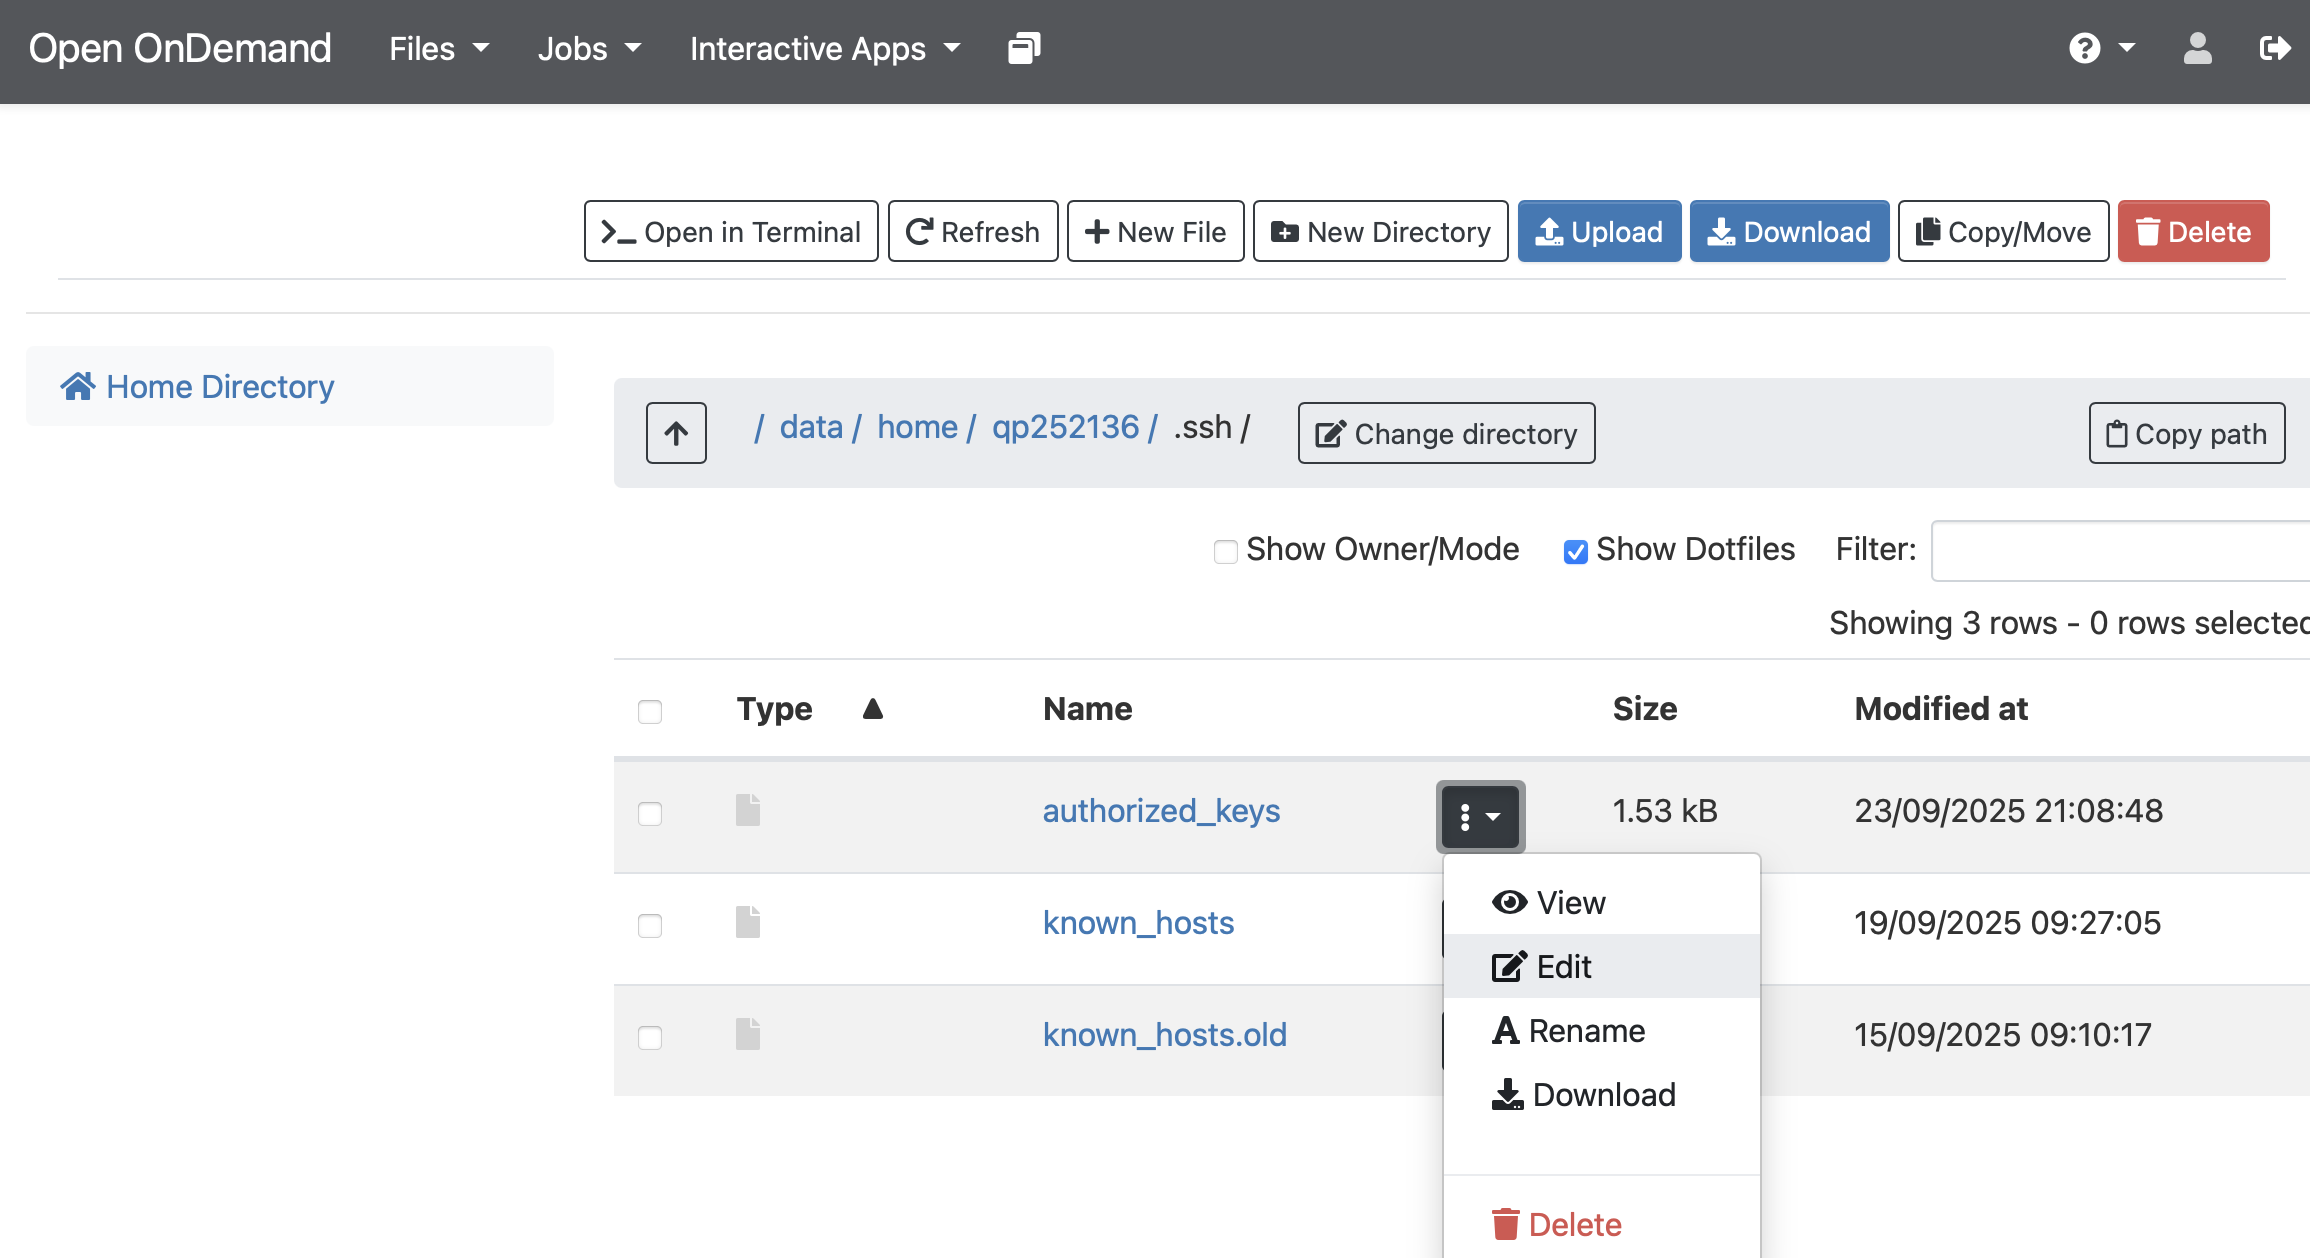 Open OnDemand Files Jobs Interactive Apps
Open in Terminal Refresh New File New Directory Upload Download Copy/Move Delete
Home Directory
/ data / home / qp252136 / .ssh / Change directory Copy path
Show Owner/Mode Show Dotfiles Filter:
Showing 3 rows - 0 rows selected
Type Name Size Modified at
authorized_keys 1.53 kB 23/09/2025 21:08:48
View
known_hosts 19/09/2025 09:27:05
Edit
Rename
known_hosts.old 15/09/2025 09:10:17
Download
Delete